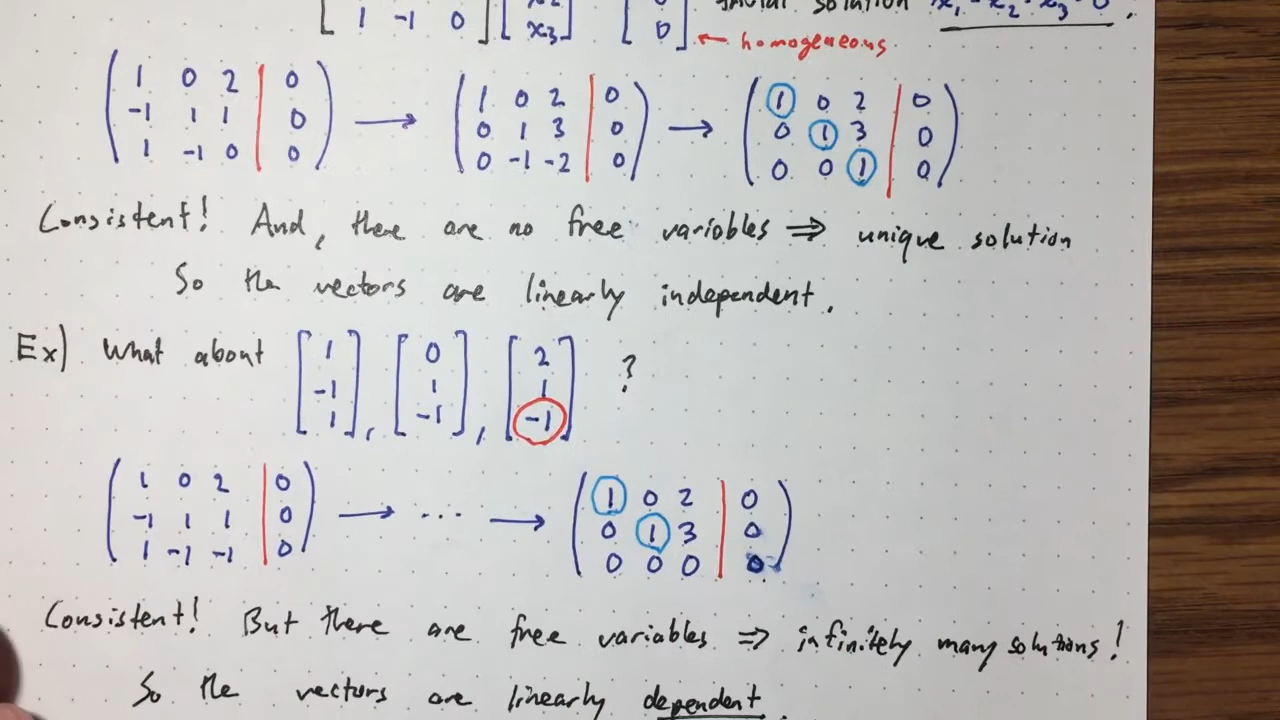 1 -1 0 x3 0 solution
homogeneous
1 0 2 | 0 → 1 0 2 | 0 → 1 0 2 | 0
-1 1 1 | 0 0 1 3 | 0 0 1 3 | 0
1 -1 0 | 0 0 -1 -2 | 0 0 0 1 | 0
Consistent! And, there are no free variables ⇒ unique solution
So the vectors are linearly independent.
Ex) What about [1 -1 1], [0 1 -1], [2 1 -1] ?
1 0 2 | 0 → ... → 1 0 2 | 0
-1 1 1 | 0 0 1 3 | 0
1 -1 -1 | 0 0 0 0 | 0
Consistent! But there are free variables ⇒ infinitely many solutions!
So the vectors are linearly dependent.